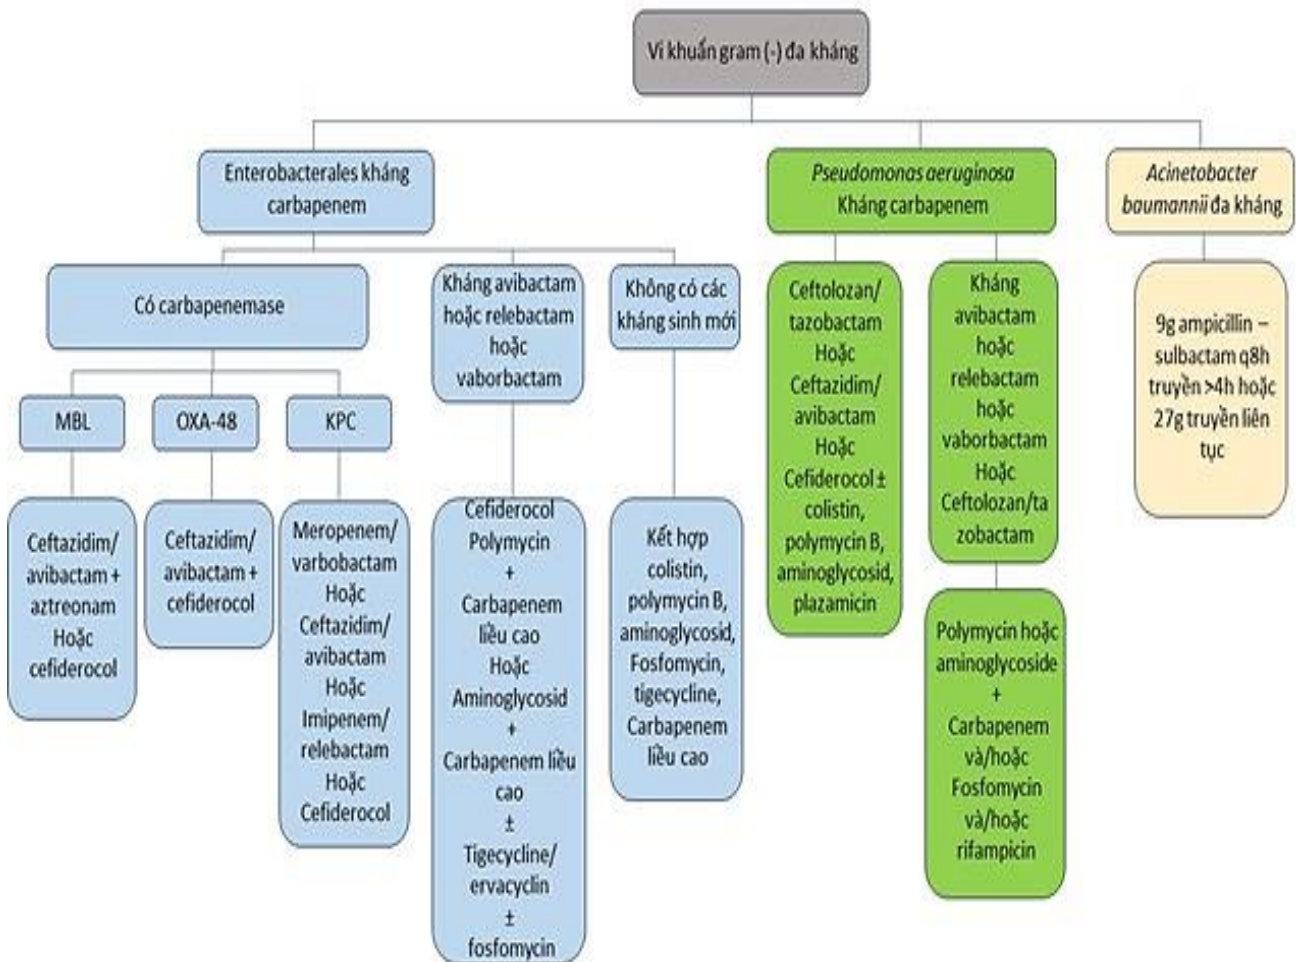 Vi khuẩn gram (-) đa kháng
Enterobacterales kháng
carbapenem
Pseudomonas aeruginosa
Kháng carbapenem
Acinetobacter
baumannii đa kháng
Có carbapenemase
Kháng avibactam
hoặc relebactam
hoặc
vaborbactam
Không có các
kháng sinh mới
Ceftolozan/
tazobactam
Hoặc
Ceftazidim/
avibactam
Hoặc
Cefiderocol ±
colistin,
polymycin B,
aminoglycosid,
plazamicin
Kháng
avibactam
hoặc
relebactam
hoặc
vaborbactam
Hoặc
Ceftolozan/ta
zobactam
9g ampicillin –
sulbactam q8h
truyền >4h hoặc
27g truyền liên
tục
MBL
OXA-48
KPC
Ceftazidim/
avibactam +
aztreonam
Hoặc
cefiderocol
Ceftazidim/
avibactam +
cefiderocol
Meropenem/
varbobactam
Hoặc
Ceftazidim/
avibactam
Hoặc
Imipenem/
relebactam
Hoặc
Cefiderocol
Cefiderocol
Polymycin
+
Carbapenem
liều cao
Hoặc
Aminoglycosid
+
Carbapenem liều
cao
±
Tigecycline/
ervacyclin
±
fosfomycin
Kết hợp
colistin,
polymycin B,
aminoglycosid,
Fosfomycin,
tigecycline,
Carbapenem
liều cao
Polymycin hoặc
aminoglycoside
+
Carbapenem
và/hoặc
Fosfomycin
và/hoặc
rifampicin